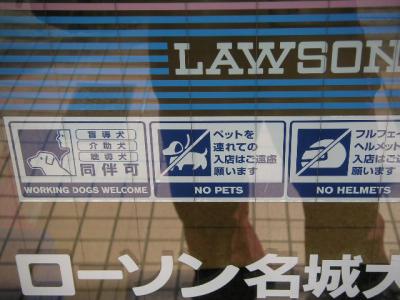 LAWSON
盲導犬
介助犬
聴導犬
同伴可
WORKING DOGS WELCOME
ペットを
連れての
入店はご遠慮
願います
NO PETS
フルフェイ
ヘルメット
入店はご
願います
NO HELMETS
ローソン名城大